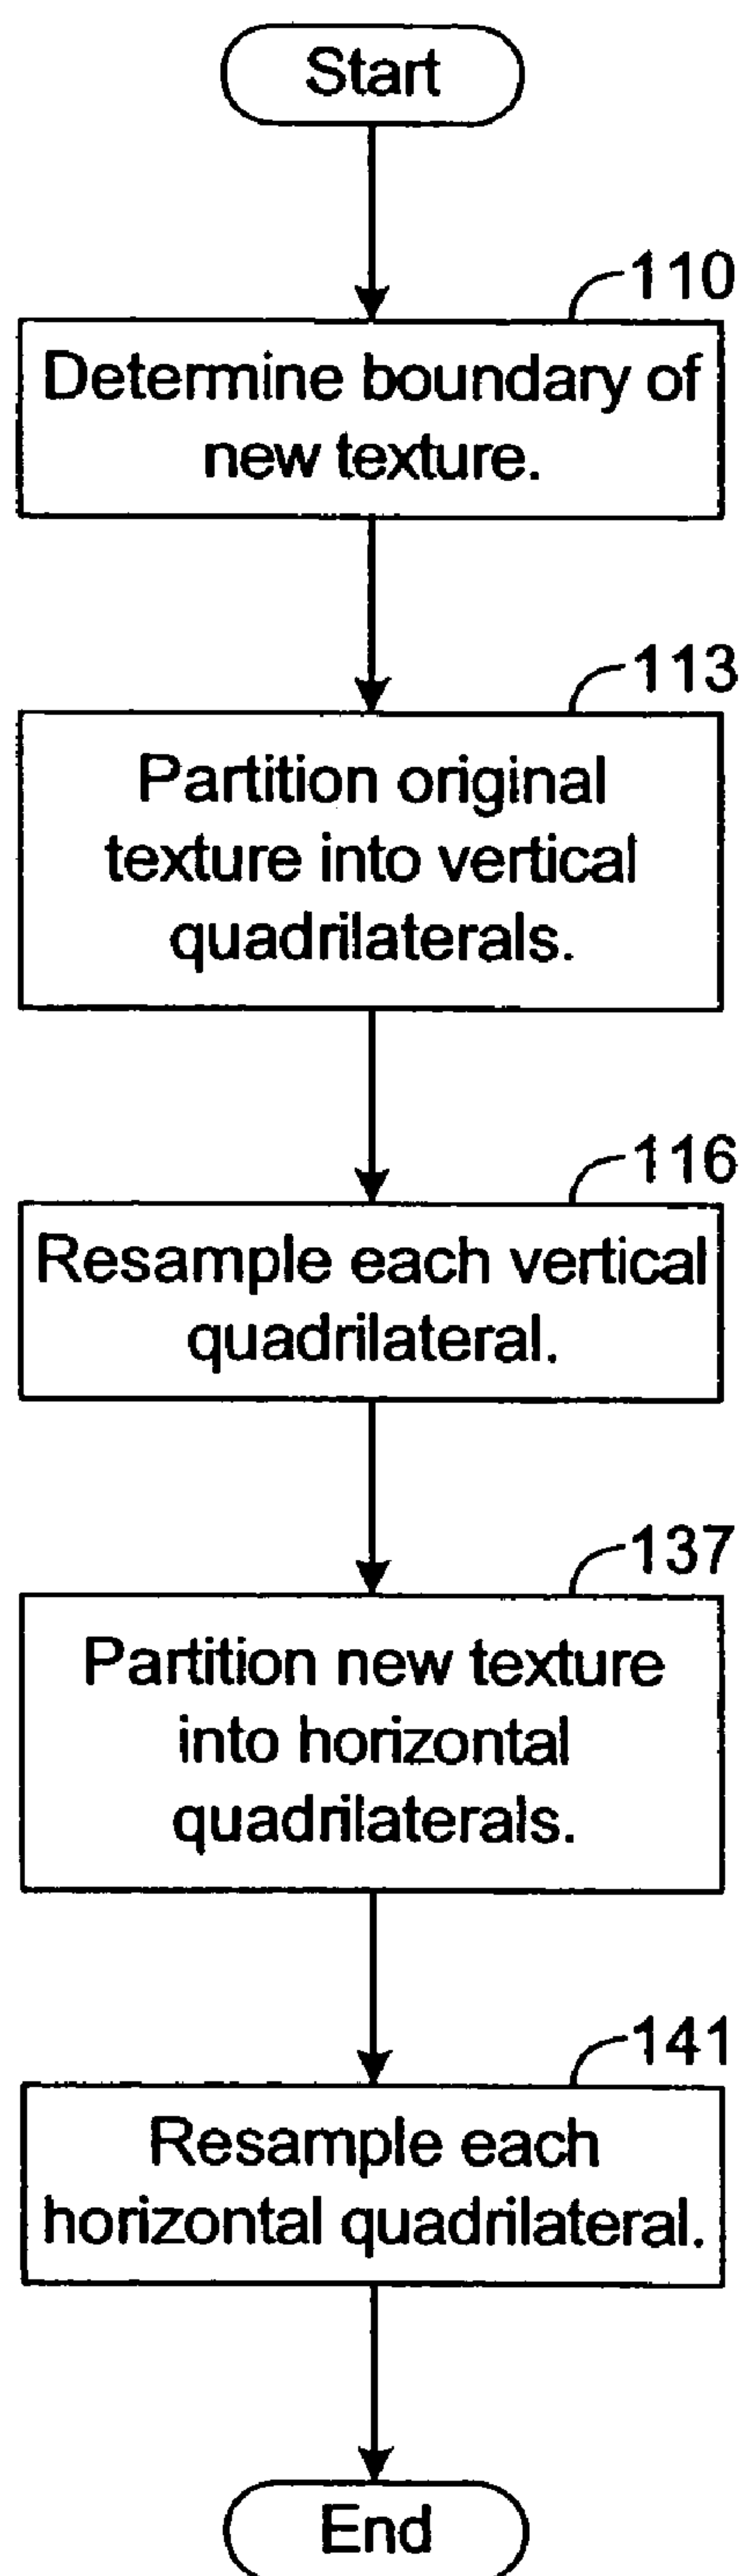 Start
110
Determine boundary of
new texture.
113
Partition original
texture into vertical
quadrilaterals.
116
Resample each vertical
quadrilateral.
137
Partition new texture
into horizontal
quadrilaterals.
141
Resample each
horizontal quadrilateral.
End